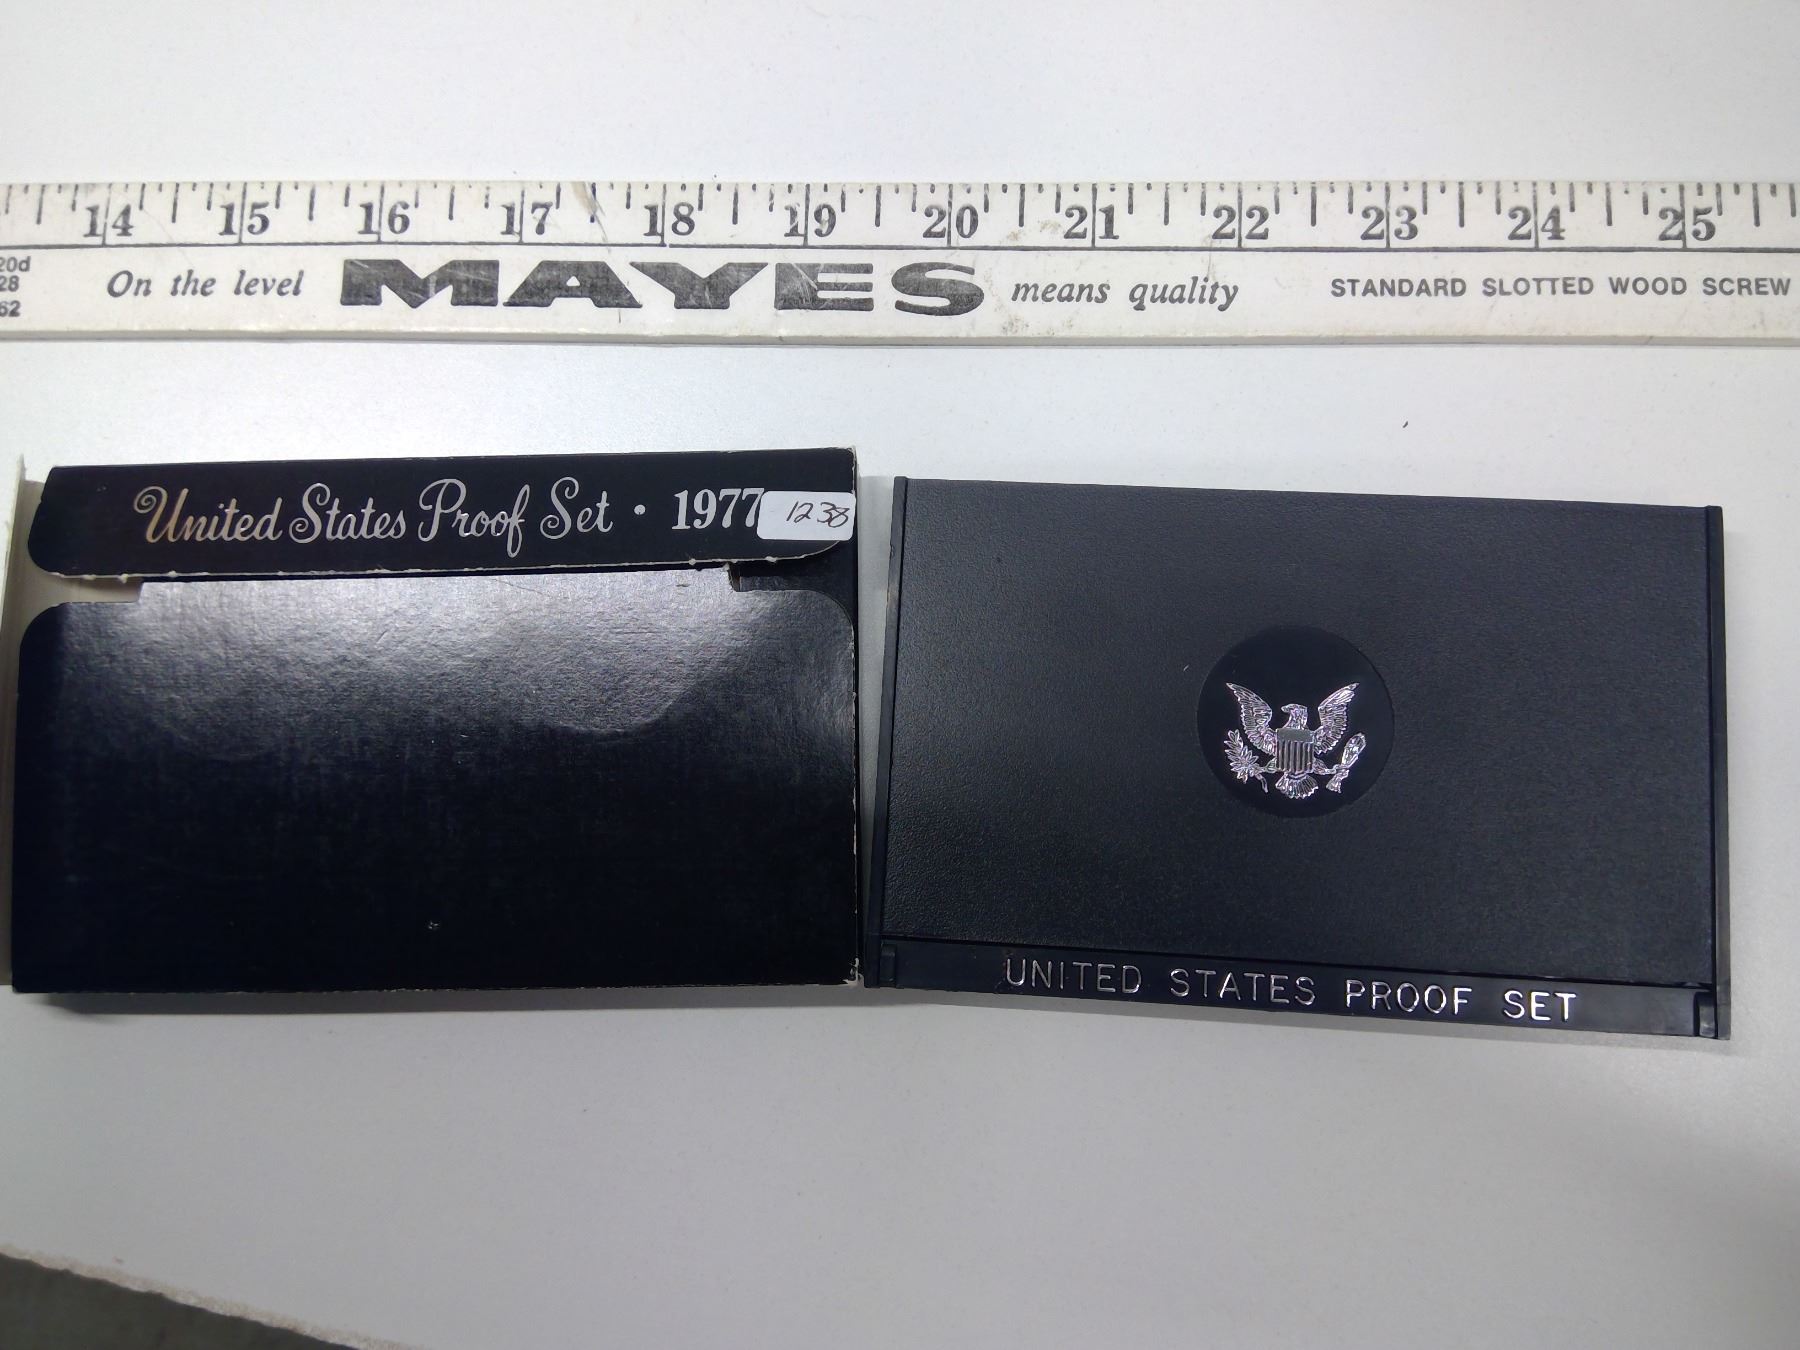 14 15 16 17 18 19 20 21 22 23 24 25
20d
28
62
On the level MAYES means quality STANDARD SLOTTED WOOD SCREW
United States Proof Set · 1977
1238
UNITED STATES PROOF SET